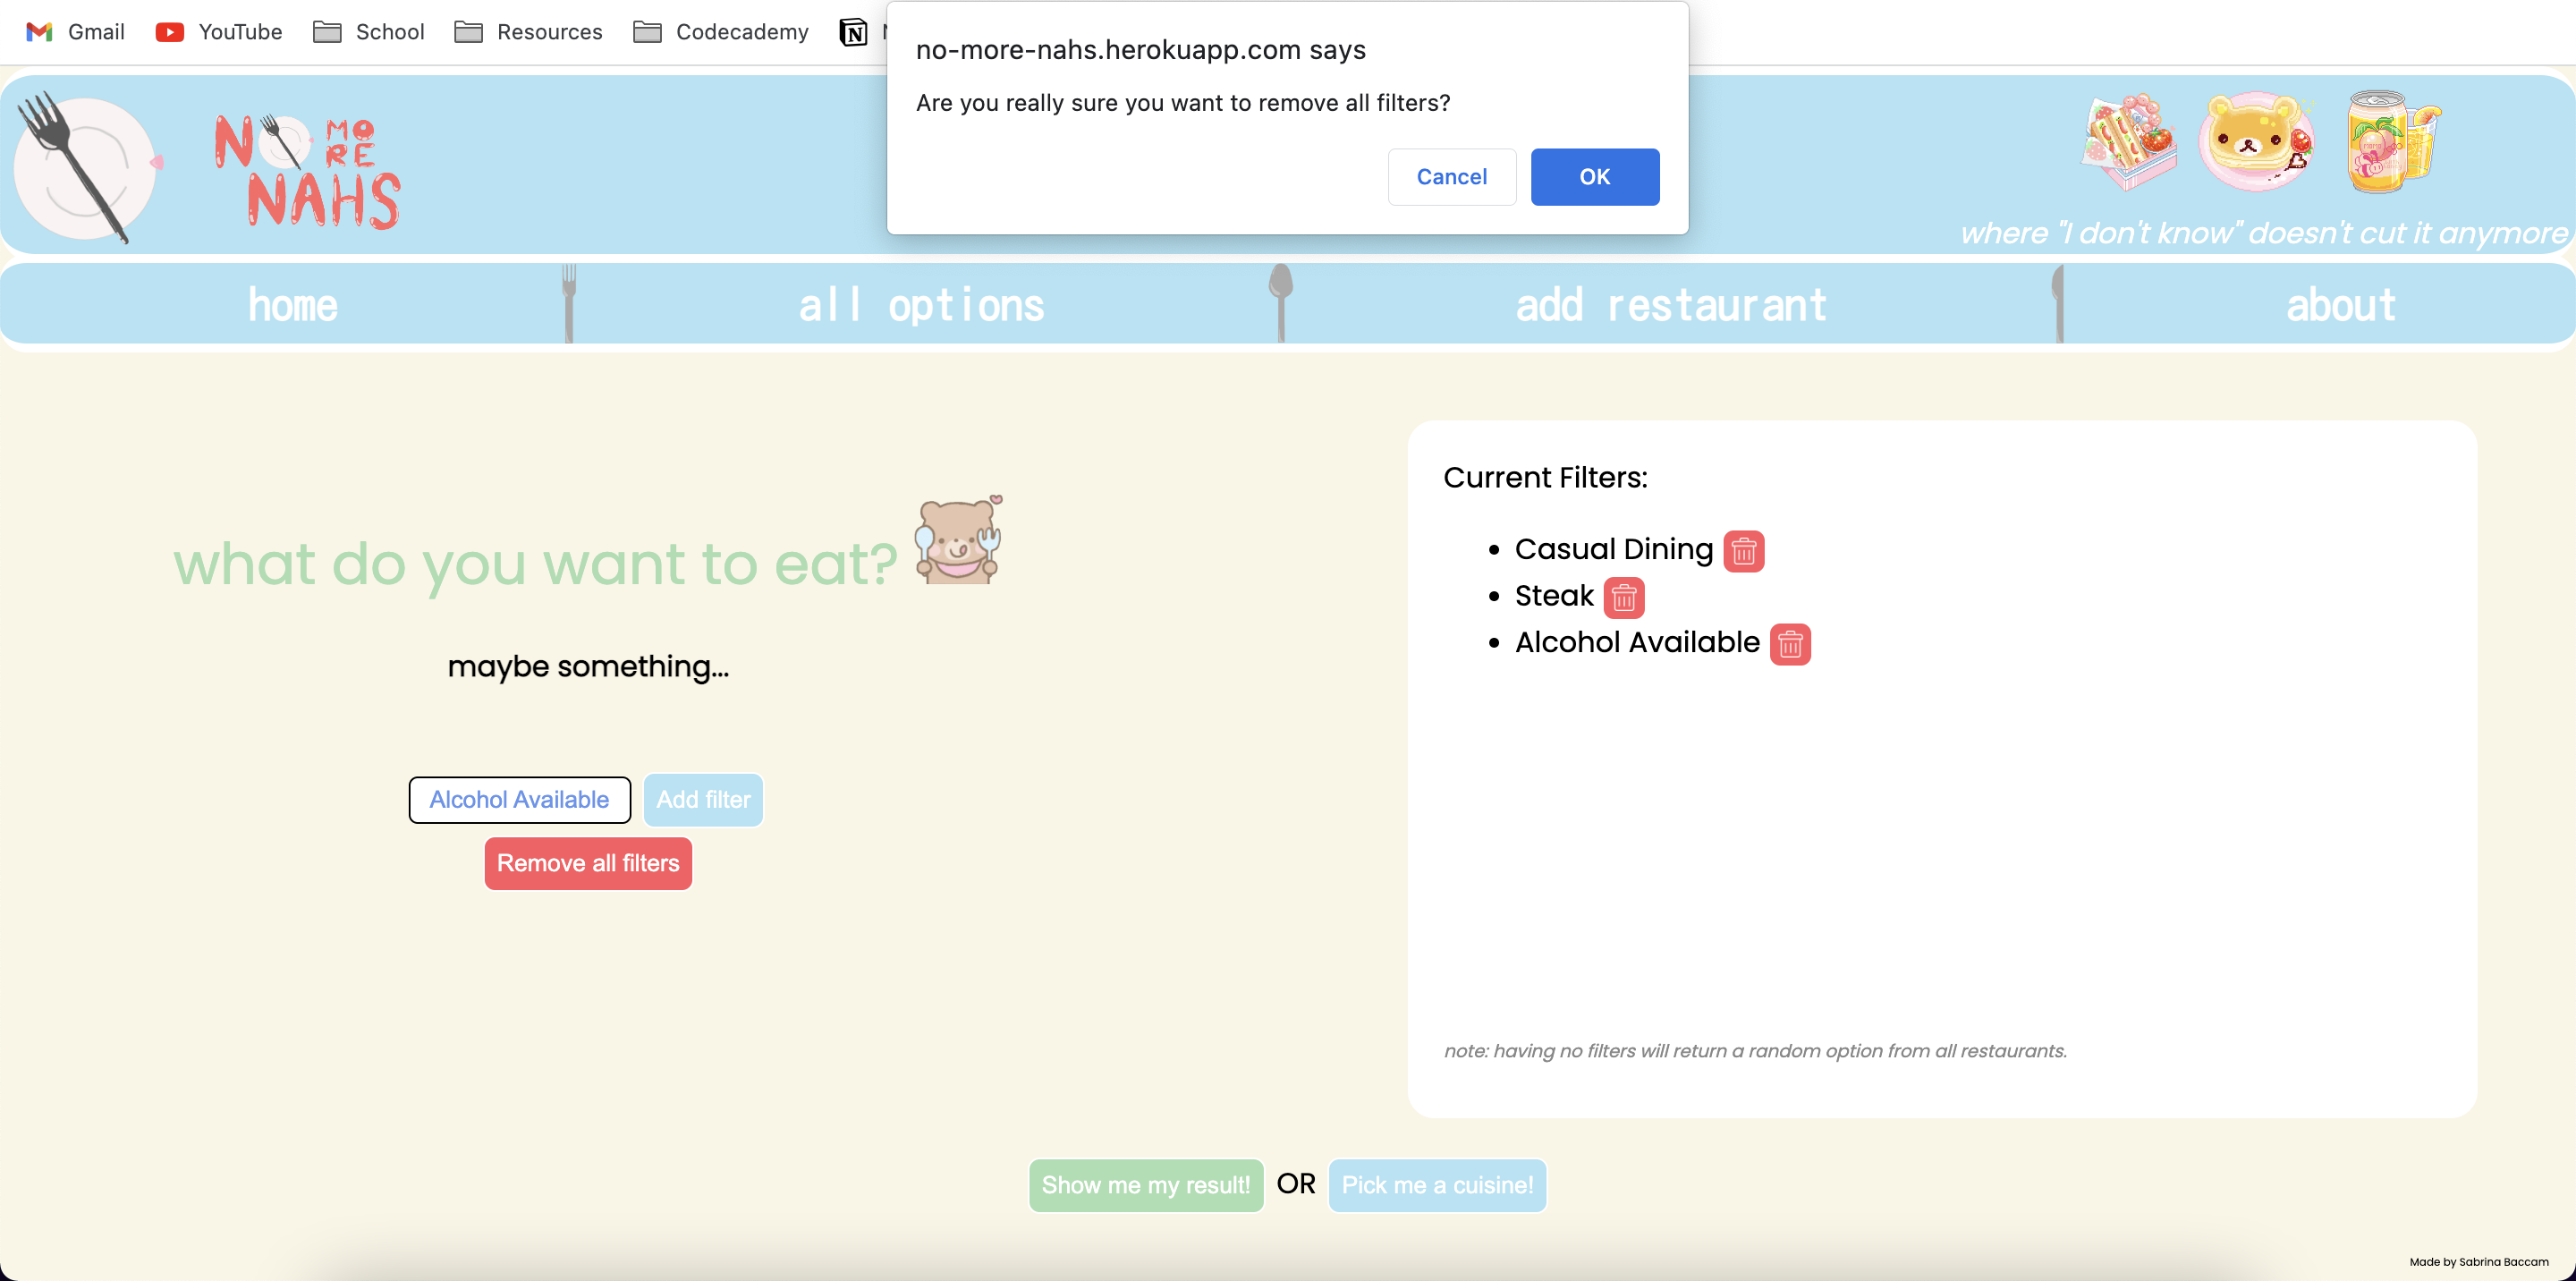 Gmail YouTube School Resources Codecademy
no-more-nahs.herokuapp.com says
Are you really sure you want to remove all filters?
Cancel OK
NO MORE NAHS
where "I don't know" doesn't cut it anymore
home all options add restaurant about
what do you want to eat?
maybe something...
Alcohol Available Add filter
Remove all filters
Current Filters:
• Casual Dining
• Steak
• Alcohol Available
note: having no filters will return a random option from all restaurants.
Show me my result! OR Pick me a cuisine!
Made by Sabrina Baccam